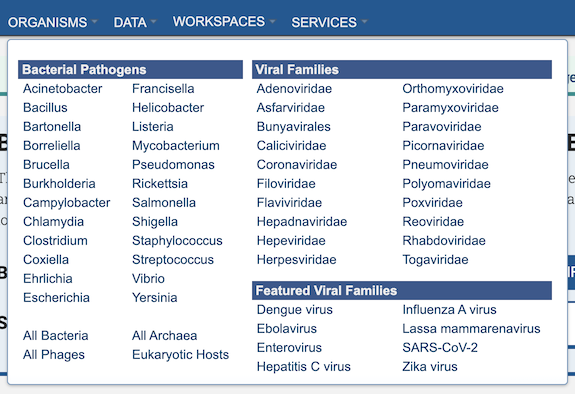 ORGANISMS DATA WORKSPACES SERVICES
Bacterial Pathogens
Acinetobacter
Bacillus
Bartonella
Borreliella
Brucella
Burkholderia
Campylobacter
Chlamydia
Clostridium
Coxiella
Ehrlichia
Escherichia
Francisella
Helicobacter
Listeria
Mycobacterium
Pseudomonas
Rickettsia
Salmonella
Shigella
Staphylococcus
Streptococcus
Vibrio
Yersinia
All Bacteria
All Phages
All Archaea
Eukaryotic Hosts
Viral Families
Adenoviridae
Asfarviridae
Bunyavirales
Caliciviridae
Coronaviridae
Filoviridae
Flaviviridae
Hepadnaviridae
Hepeviridae
Herpesviridae
Orthomyxoviridae
Paramyxoviridae
Paravoviridae
Picornaviridae
Pneumoviridae
Polyomaviridae
Poxviridae
Reoviridae
Rhabdoviridae
Togaviridae
Featured Viral Families
Dengue virus
Ebolavirus
Enterovirus
Hepatitis C virus
Influenza A virus
Lassa mammarenavirus
SARS-CoV-2
Zika virus